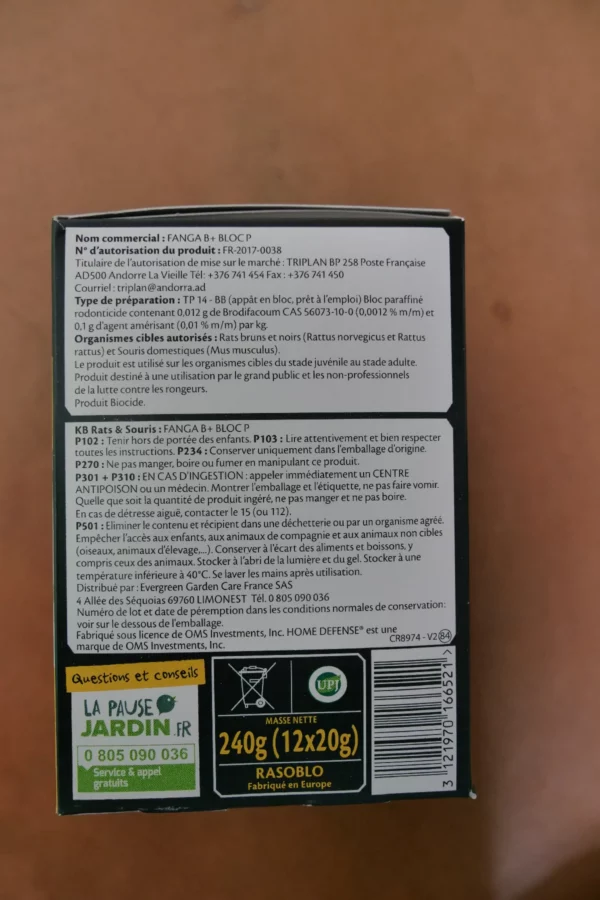 Nom commercial : FANGA B+ BLOC P
N° d'autorisation du produit : FR-2017-0038
Titulaire de l'autorisation de mise sur le marché : TRIPLAN BP 258 Poste Française
AD500 Andorre La Vieille Tél: +376 741 454 Fax : +376 741 450
Courriel : triplan@andorra.ad
Type de préparation : TP 14 - BB (appât en bloc, prêt à l'emploi) Bloc paraffiné
rodonticide contenant 0,012 g de Brodifacoum CAS 56073-10-0 (0,0012 % m/m) et
0,1 g d'agent amérisant (0,01 % m/m) par kg.
Organismes cibles autorisés : Rats bruns et noirs (Rattus norvegicus et Rattus
rattus) et Souris domestiques (Mus musculus).
Le produit est utilisé sur les organismes cibles du stade juvénile au stade adulte.
Produit destiné à une utilisation par le grand public et les non-professionnels
de la lutte contre les rongeurs.
Produit Biocide.
KB Rats & Souris : FANGA B+ BLOC P
P102 : Tenir hors de portée des enfants. P103 : Lire attentivement et bien respecter
toutes les instructions. P234 : Conserver uniquement dans l'emballage d'origine.
P270 : Ne pas manger, boire ou fumer en manipulant ce produit.
P301 + P310 : EN CAS D'INGESTION : appeler immédiatement un CENTRE
ANTIPOISON ou un médecin. Montrer l'emballage et l'étiquette, ne pas faire vomir.
Quelle que soit la quantité de produit ingéré, ne pas manger et ne pas boire.
En cas de détresse aiguë, contacter le 15 (ou 112).
P501 : Eliminer le contenu et récipient dans une déchetterie ou par un organisme agréé.
Empêcher l'accès aux enfants, aux animaux de compagnie et aux animaux non cibles
(oiseaux, animaux d'élevage,...). Conserver à l'écart des aliments et boissons, y
compris ceux des animaux. Stocker à l'abri de la lumière et du gel. Stocker à une
température inférieure à 40°C. Se laver les mains après utilisation.
Distribué par : Evergreen Garden Care France SAS
4 Allée des Séquoias 69760 LIMONEST Tél. 0 805 090 036
Numéro de lot et date de péremption dans les conditions normales de conservation:
voir sur le dessous de l'emballage.
Fabriqué sous licence de OMS Investments, Inc. HOME DEFENSE® est une
marque de OMS Investments, Inc.
CR8974 - V2 84
Questions et conseils
LA PAUSE
JARDIN.FR
0 805 090 036
Service & appel
gratuits
UPJ
MASSE NETTE
240g (12x20g)
RASOBLO
Fabriqué en Europe
3 121970 166521 >